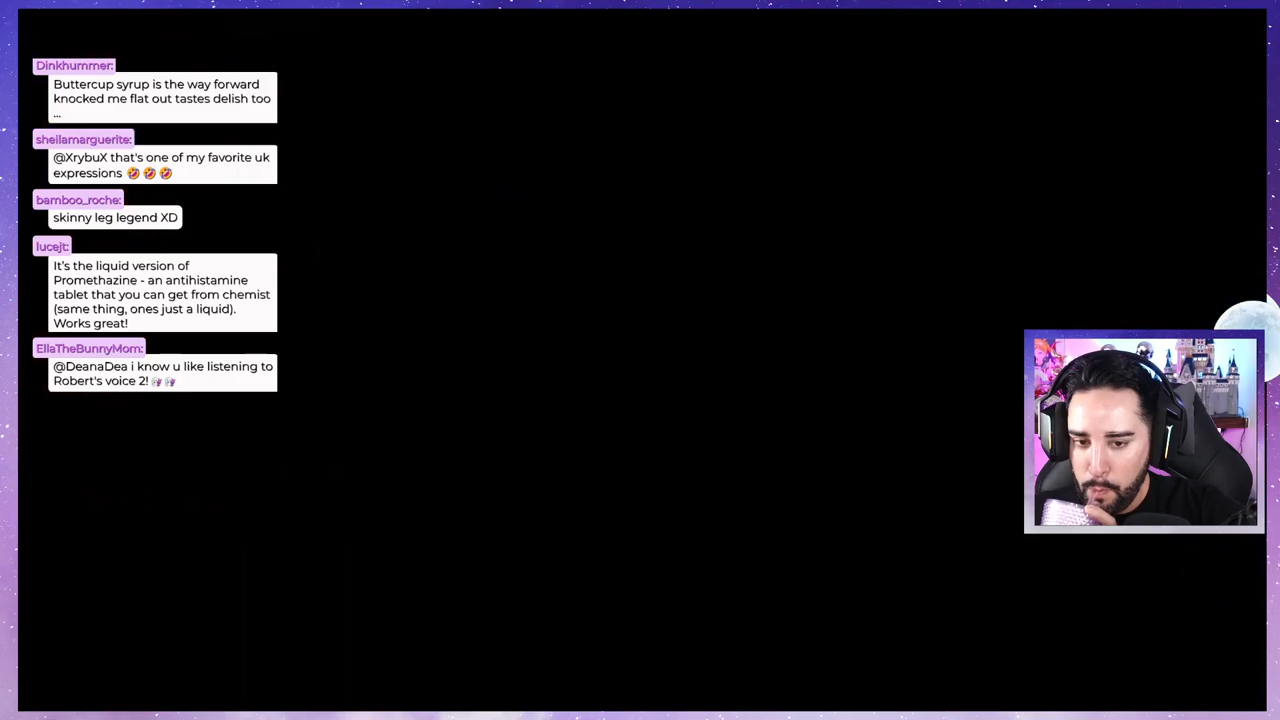 Dinkhummer:
Buttercup syrup is the way forward
knocked me flat out tastes delish too
...
sheilamarguerite:
@XrybuX that's one of my favorite uk
expressions 🤣 🤣 🤣
bamboo_roche:
skinny leg legend XD
lucejt:
It's the liquid version of
Promethazine - an antihistamine
tablet that you can get from chemist
(same thing, ones just a liquid).
Works great!
EllaTheBunnyMom:
@DeanaDea i know u like listening to
Robert's voice 2!